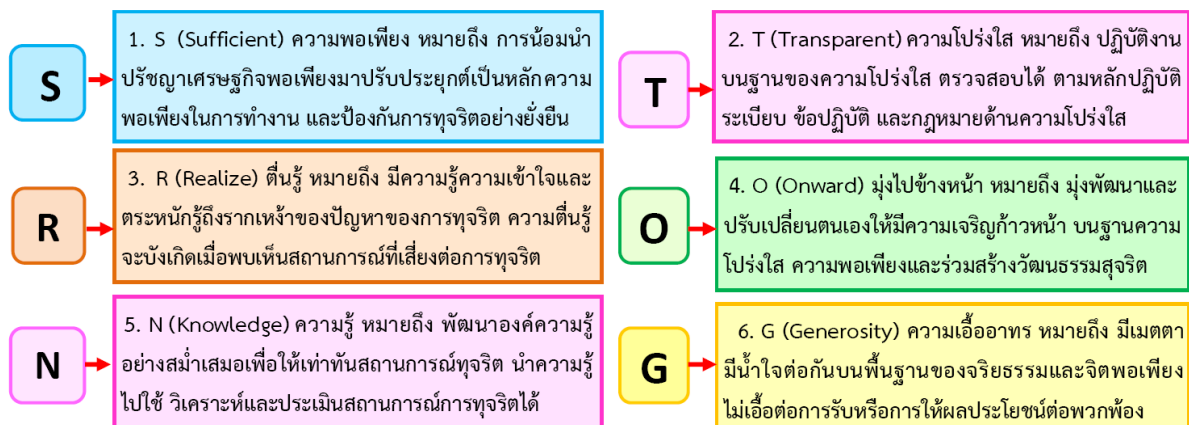 S
1. S (Sufficient) ความพอเพียง หมายถึง การน้อมนำ
ปรัชญาเศรษฐกิจพอเพียงมาปรับประยุกต์เป็นหลักความ
พอเพียงในการทำงาน และป้องกันการทุจริตอย่างยั่งยืน
T
2. T (Transparent) ความโปร่งใส หมายถึง ปฏิบัติงาน
บนฐานของความโปร่งใส ตรวจสอบได้ ตามหลักปฏิบัติ
ระเบียบ ข้อปฏิบัติ และกฎหมายด้านความโปร่งใส
R
3. R (Realize) ตื่นรู้ หมายถึง มีความรู้ความเข้าใจและ
ตระหนักรู้ถึงรากเหง้าของปัญหาของการทุจริต ความตื่นรู้
จะบังเกิดเมื่อพบเห็นสถานการณ์ที่เสี่ยงต่อการทุจริต
O
4. O (Onward) มุ่งไปข้างหน้า หมายถึง มุ่งพัฒนาและ
ปรับเปลี่ยนตนเองให้มีความเจริญก้าวหน้า บนฐานความ
โปร่งใส ความพอเพียงและร่วมสร้างวัฒนธรรมสุจริต
N
5. N (Knowledge) ความรู้ หมายถึง พัฒนาองค์ความรู้
อย่างสม่ำเสมอเพื่อให้เท่าทันสถานการณ์ทุจริต นำความรู้
ไปใช้ วิเคราะห์และประเมินสถานการณ์การทุจริตได้
G
6. G (Generosity) ความเอื้ออาทร หมายถึง มีเมตตา
มีน้ำใจต่อกันบนพื้นฐานของจริยธรรมและจิตพอเพียง
ไม่เอื้อต่อการรับหรือการให้ผลประโยชน์ต่อพวกพ้อง